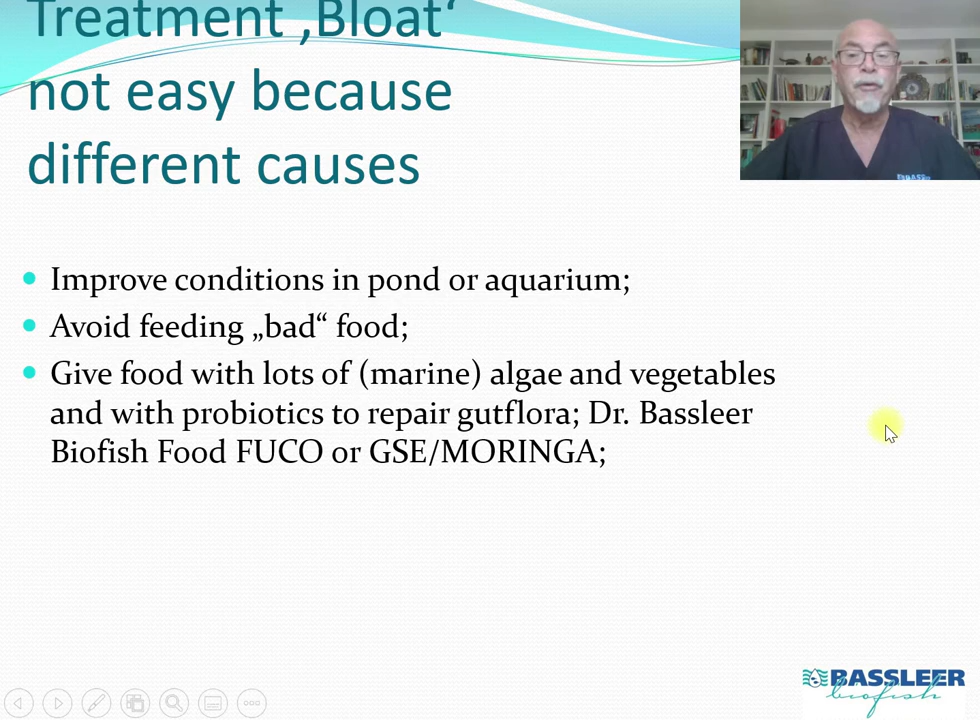 Treatment ‚Bloat‘
not easy because
different causes
Improve conditions in pond or aquarium;
Avoid feeding „bad“ food;
Give food with lots of (marine) algae and vegetables
and with probiotics to repair gutflora; Dr. Bassleer
Biofish Food FUCO or GSE/MORINGA;
BASSLEER
biofish